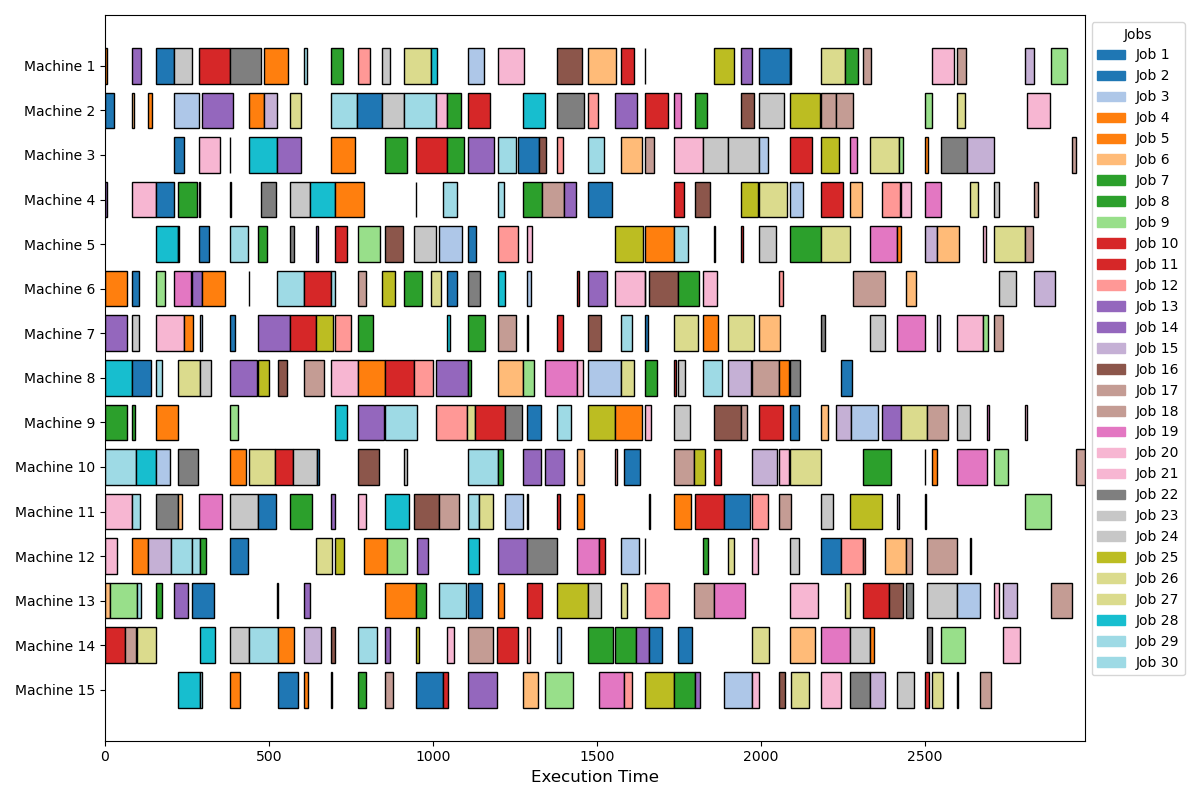 Machine 1
Machine 2
Machine 3
Machine 4
Machine 5
Machine 6
Machine 7
Machine 8
Machine 9
Machine 10
Machine 11
Machine 12
Machine 13
Machine 14
Machine 15
0
500
1000
1500
2000
2500
Execution Time
Jobs
Job 1
Job 2
Job 3
Job 4
Job 5
Job 6
Job 7
Job 8
Job 9
Job 10
Job 11
Job 12
Job 13
Job 14
Job 15
Job 16
Job 17
Job 18
Job 19
Job 20
Job 21
Job 22
Job 23
Job 24
Job 25
Job 26
Job 27
Job 28
Job 29
Job 30